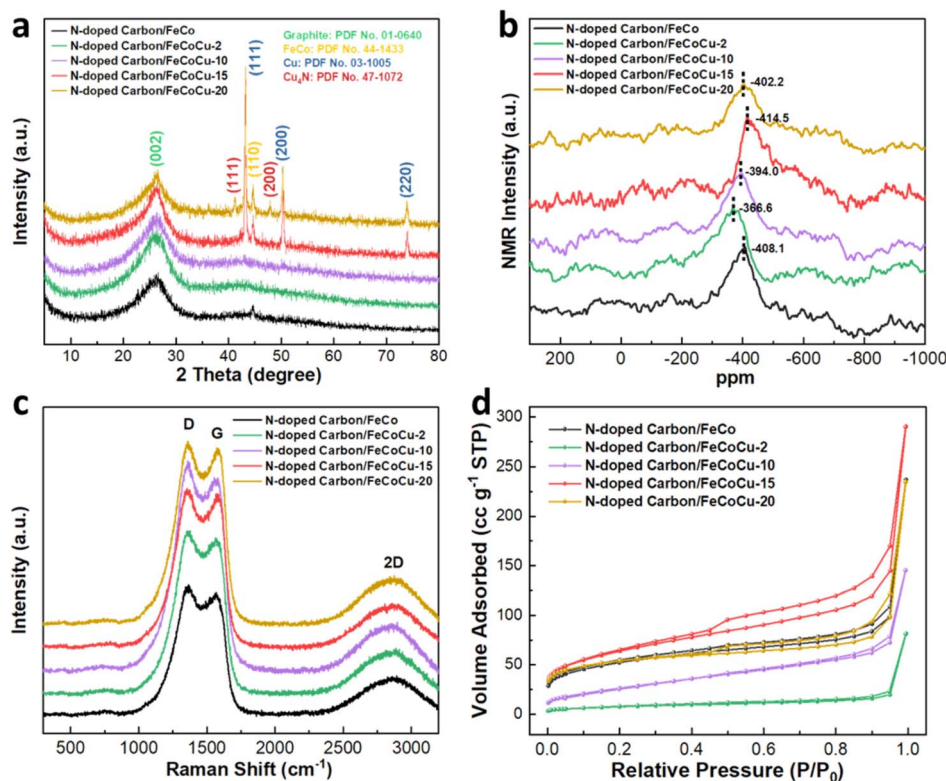 a
N-doped Carbon/FeCo
N-doped Carbon/FeCoCu-2
N-doped Carbon/FeCoCu-10
N-doped Carbon/FeCoCu-15
N-doped Carbon/FeCoCu-20
Graphite: PDF No. 01-0640
FeCo: PDF No. 44-1433
Cu: PDF No. 03-1005
Cu₄N: PDF No. 47-1072
(002)
(111)
(111)
(110)
(200)
(200)
(220)
Intensity (a.u.)
10 20 30 40 50 60 70 80
2 Theta (degree)
b
N-doped Carbon/FeCo
N-doped Carbon/FeCoCu-2
N-doped Carbon/FeCoCu-10
N-doped Carbon/FeCoCu-15
N-doped Carbon/FeCoCu-20
-402.2
-414.5
-394.0
-366.6
-408.1
NMR Intensity (a.u.)
200 0 -200 -400 -600 -800 -1000
ppm
c
D
G
2D
N-doped Carbon/FeCo
N-doped Carbon/FeCoCu-2
N-doped Carbon/FeCoCu-10
N-doped Carbon/FeCoCu-15
N-doped Carbon/FeCoCu-20
Intensity (a.u.)
500 1000 1500 2000 2500 3000
Raman Shift (cm⁻¹)
d
N-doped Carbon/FeCo
N-doped Carbon/FeCoCu-2
N-doped Carbon/FeCoCu-10
N-doped Carbon/FeCoCu-15
N-doped Carbon/FeCoCu-20
Volume Adsorbed (cc g⁻¹ STP)
300
250
200
150
100
50
0
0.0 0.2 0.4 0.6 0.8 1.0
Relative Pressure (P/P₀)